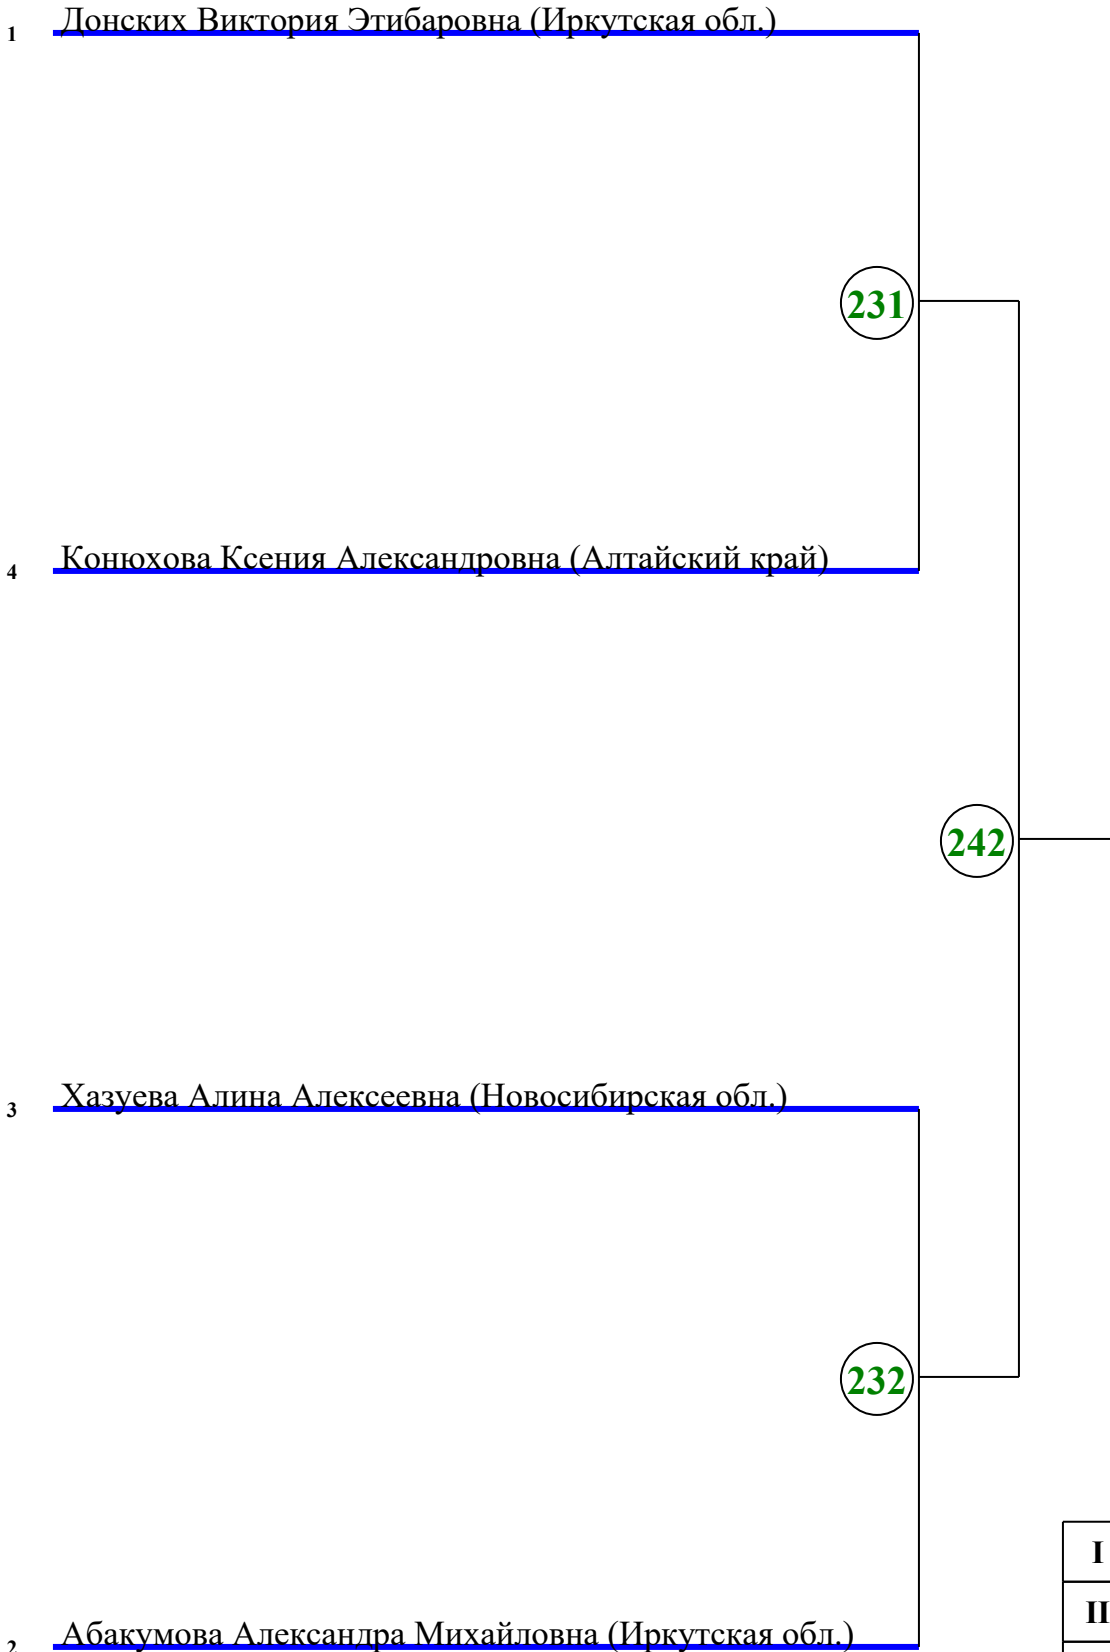 1 Донских Виктория Этибаровна (Иркутская обл.)
231
4 Конюхова Ксения Александровна (Алтайский край)
242
3 Хазуева Алина Алексеевна (Новосибирская обл.)
232
I
II
2 Абакумова Александра Михайловна (Иркутская обл.)